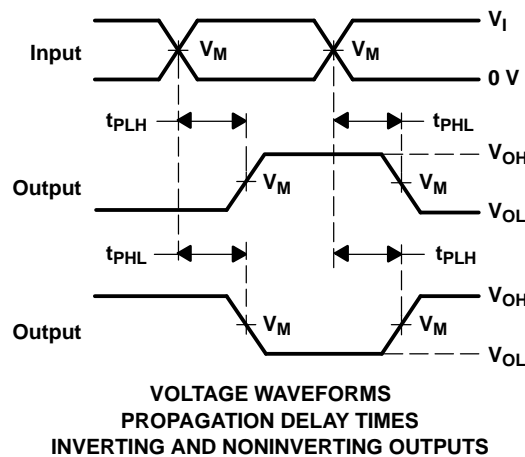 V_I
Input
V_M
V_M
0 V
t_PLH
t_PHL
V_OH
Output
V_M
V_M
V_OL
t_PHL
t_PLH
V_OH
Output
V_M
V_M
V_OL
VOLTAGE WAVEFORMS
PROPAGATION DELAY TIMES
INVERTING AND NONINVERTING OUTPUTS